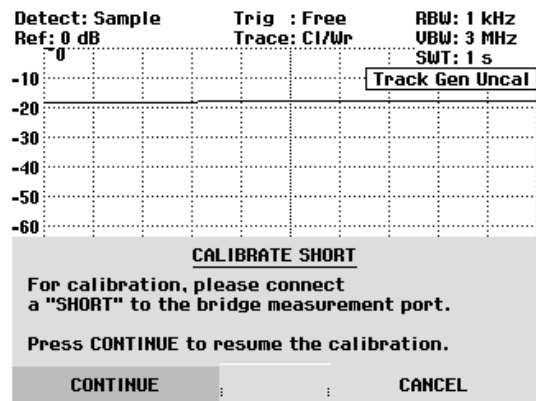 Detect: Sample Trig : Free RBW: 1 kHz
Ref: 0 dB Trace: Cl/Wr VBW: 3 MHz
SWT: 1 s
0
Track Gen Uncal
-10
-20
-30
-40
-50
-60
CALIBRATE SHORT
For calibration, please connect
a "SHORT" to the bridge measurement port.
Press CONTINUE to resume the calibration.
CONTINUE CANCEL